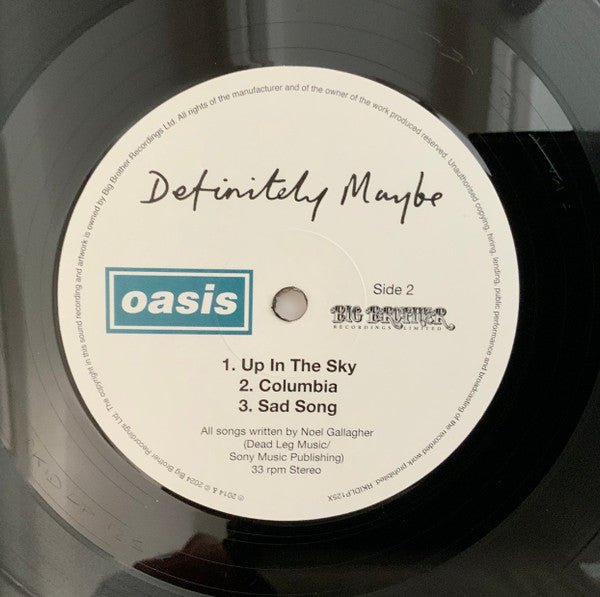 The copyright in this sound recording and artwork is owned by Big Brother Recordings Ltd. All rights of the manufacturer and of the owner of the work produced reserved. Unauthorised copying, hiring, lending, public performance and broadcasting of the recorded work prohibited. RKIDLP125X
Definitely Maybe
oasis
Side 2
BIG BROTHER
RECORDINGS LIMITED
1. Up In The Sky
2. Columbia
3. Sad Song
All songs written by Noel Gallagher
(Dead Leg Music/
Sony Music Publishing)
33 rpm Stereo
℗ 2014 & © 2024 Big Brother Recordings Ltd.